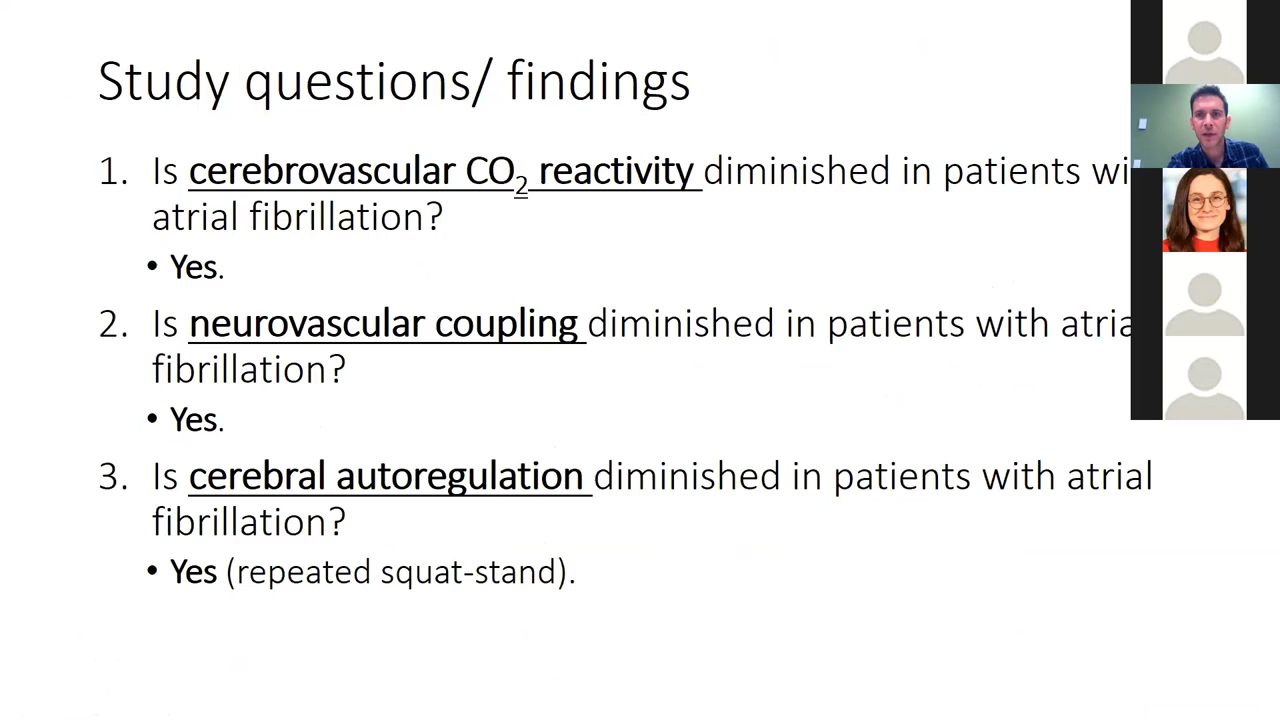 Study questions/ findings
1. Is cerebrovascular CO₂ reactivity diminished in patients wi
atrial fibrillation?
• Yes.
2. Is neurovascular coupling diminished in patients with atria
fibrillation?
• Yes.
3. Is cerebral autoregulation diminished in patients with atrial
fibrillation?
• Yes (repeated squat-stand).